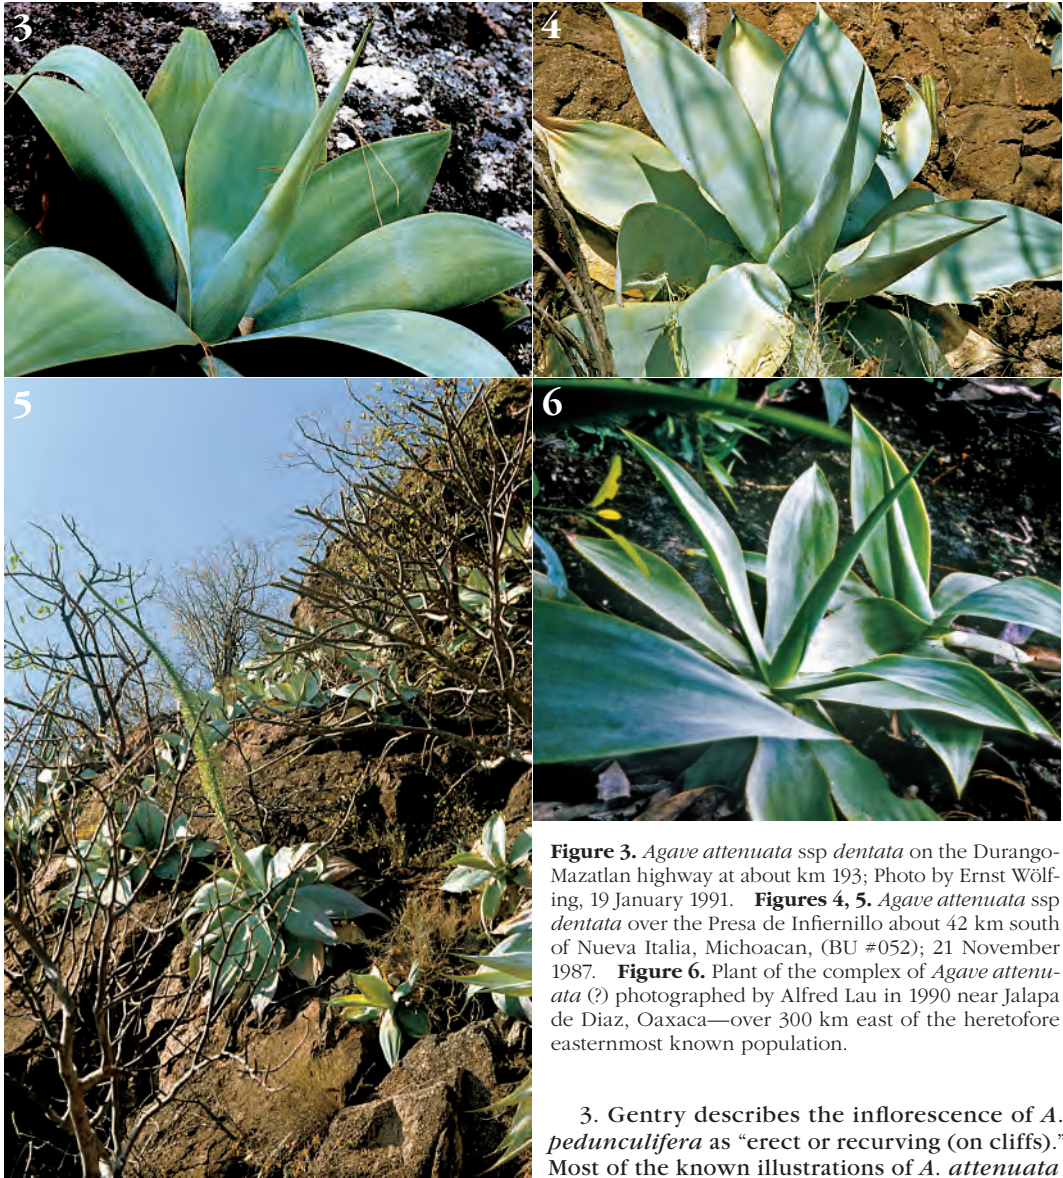 3
4
5
6
Figure 3. Agave attenuata ssp dentata on the Durango-
Mazatlan highway at about km 193; Photo by Ernst Wölf-
ing, 19 January 1991. Figures 4, 5. Agave attenuata ssp
dentata over the Presa de Infiernillo about 42 km south
of Nueva Italia, Michoacan, (BU #052); 21 November
1987. Figure 6. Plant of the complex of Agave attenu-
ata (?) photographed by Alfred Lau in 1990 near Jalapa
de Diaz, Oaxaca—over 300 km east of the heretofore
easternmost known population.
3. Gentry describes the inflorescence of A.
pedunculifera as “erect or recurving (on cliffs).”
Most of the known illustrations of A. attenuata